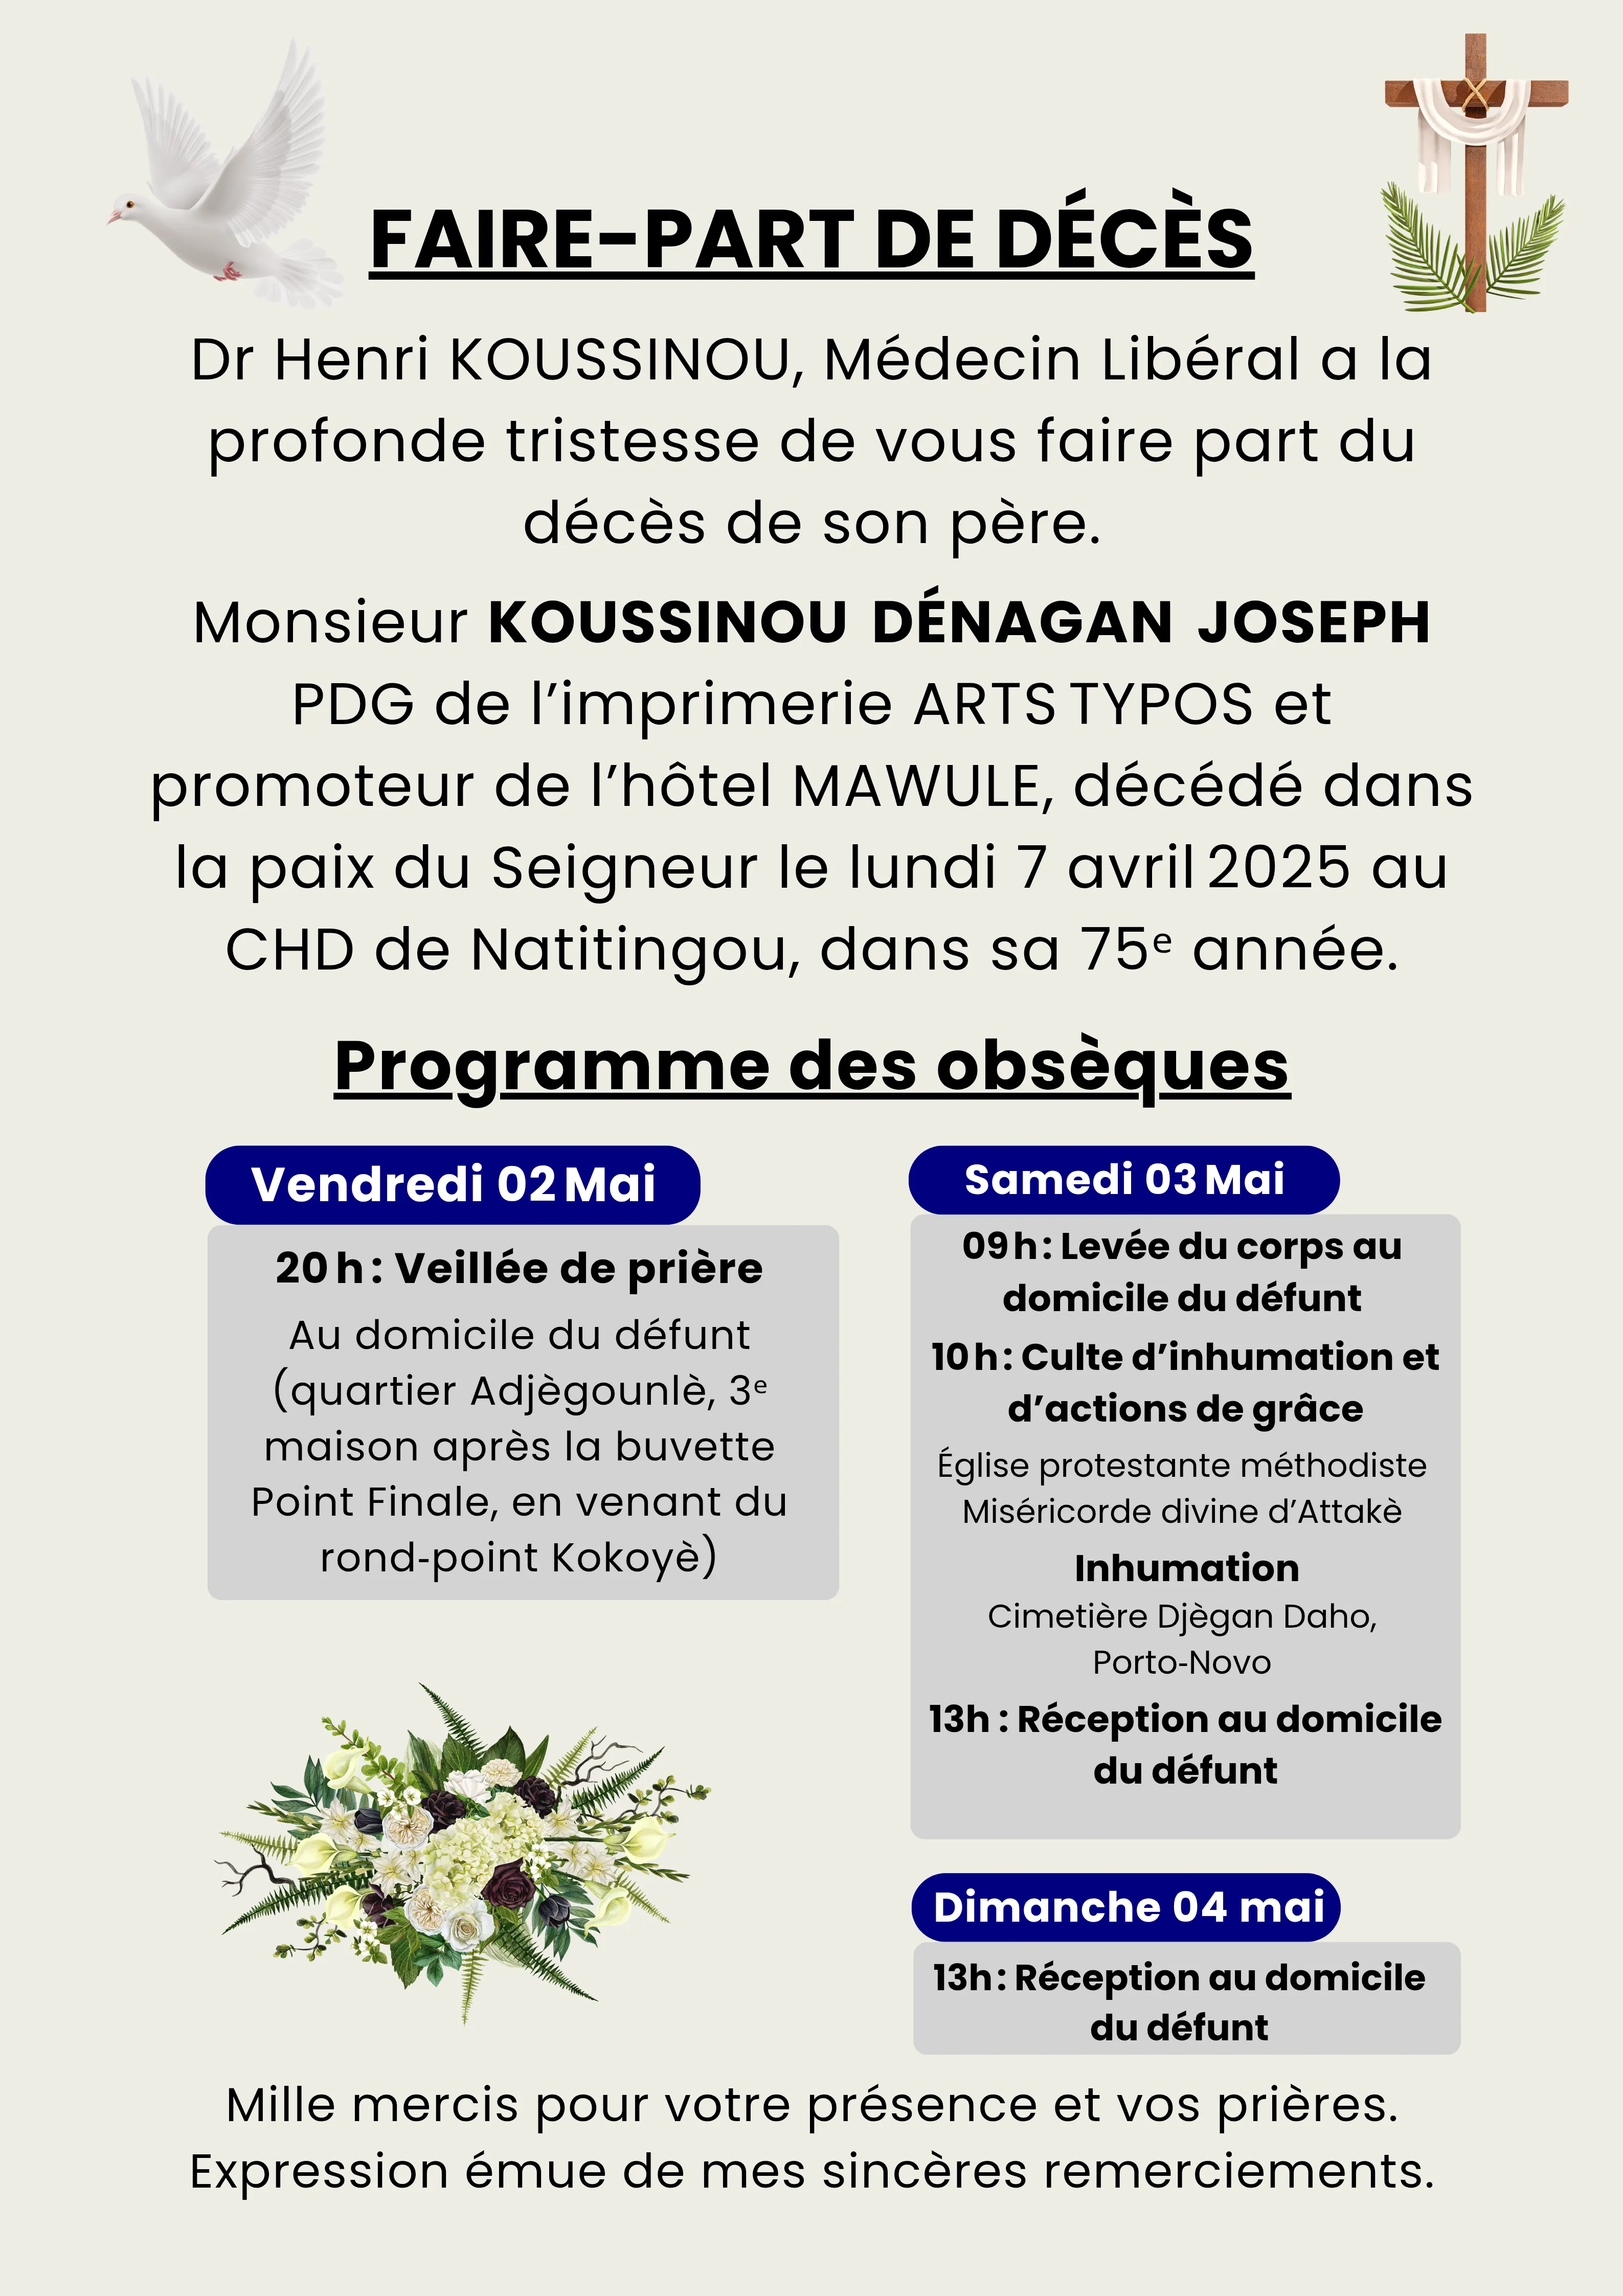 FAIRE-PART DE DÉCÈS
Dr Henri KOUSSINOU, Médecin Libéral a la
profonde tristesse de vous faire part du
décès de son père.
Monsieur KOUSSINOU DÉNAGAN JOSEPH
PDG de l’imprimerie ARTS TYPOS et
promoteur de l’hôtel MAWULE, décédé dans
la paix du Seigneur le lundi 7 avril 2025 au
CHD de Natitingou, dans sa 75ᵉ année.
Programme des obsèques
Vendredi 02 Mai
20 h : Veillée de prière
Au domicile du défunt
(quartier Adjègounlè, 3ᵉ
maison après la buvette
Point Finale, en venant du
rond-point Kokoyè)
Samedi 03 Mai
09 h : Levée du corps au
domicile du défunt
10 h : Culte d’inhumation et
d’actions de grâce
Église protestante méthodiste
Miséricorde divine d’Attakè
Inhumation
Cimetière Djègan Daho,
Porto-Novo
13h : Réception au domicile
du défunt
Dimanche 04 mai
13h : Réception au domicile
du défunt
Mille mercis pour votre présence et vos prières.
Expression émue de mes sincères remerciements.